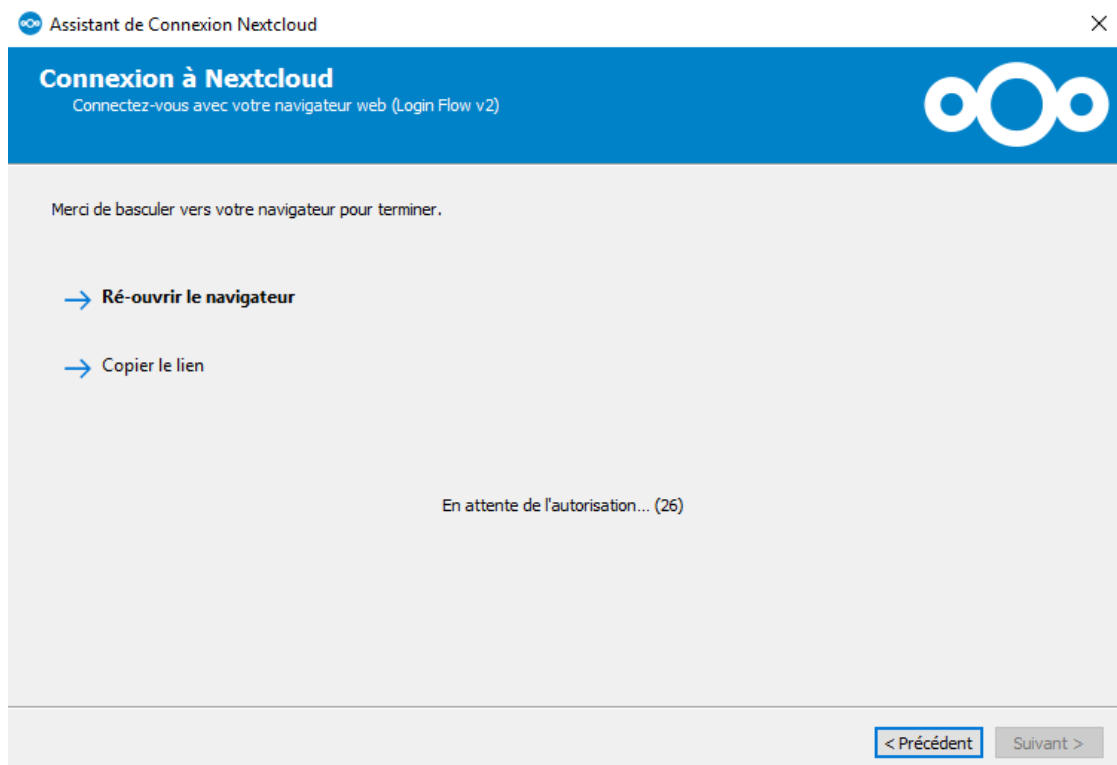 Assistant de Connexion Nextcloud
Connexion à Nextcloud
Connectez-vous avec votre navigateur web (Login Flow v2)
Merci de basculer vers votre navigateur pour terminer.
Ré-ouvrir le navigateur
Copier le lien
En attente de l'autorisation... (26)
< Précédent
Suivant >